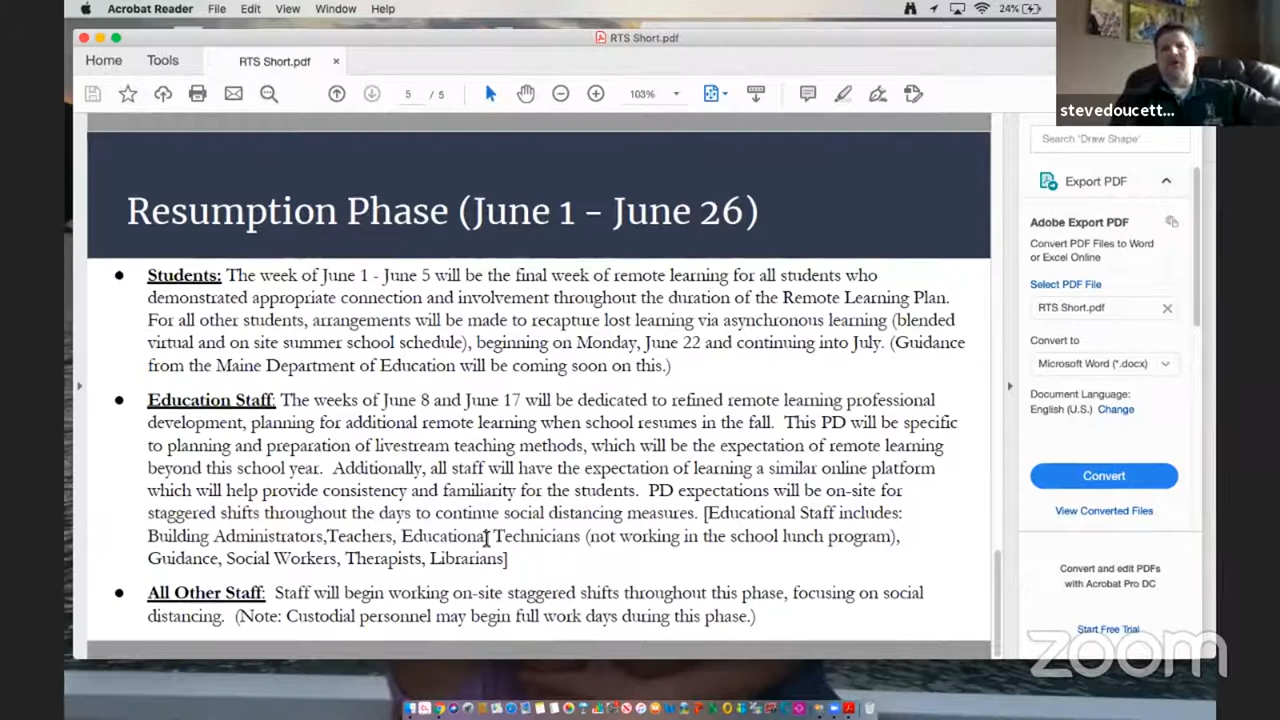 Acrobat Reader File Edit View Window Help 24%
RTS Short.pdf
Home Tools RTS Short.pdf ×
5 / 5 103%
stevedoucett...
Search 'Draw Shape'
Resumption Phase (June 1 - June 26)
● Students: The week of June 1 - June 5 will be the final week of remote learning for all students who
demonstrated appropriate connection and involvement throughout the duration of the Remote Learning Plan.
For all other students, arrangements will be made to recapture lost learning via asynchronous learning (blended
virtual and on site summer school schedule), beginning on Monday, June 22 and continuing into July. (Guidance
from the Maine Department of Education will be coming soon on this.)
● Education Staff: The weeks of June 8 and June 17 will be dedicated to refined remote learning professional
development, planning for additional remote learning when school resumes in the fall. This PD will be specific
to planning and preparation of livestream teaching methods, which will be the expectation of remote learning
beyond this school year. Additionally, all staff will have the expectation of learning a similar online platform
which will help provide consistency and familiarity for the students. PD expectations will be on-site for
staggered shifts throughout the days to continue social distancing measures. [Educational Staff includes:
Building Administrators,Teachers, Educational Technicians (not working in the school lunch program),
Guidance, Social Workers, Therapists, Librarians]
● All Other Staff: Staff will begin working on-site staggered shifts throughout this phase, focusing on social
distancing. (Note: Custodial personnel may begin full work days during this phase.)
Export PDF
Adobe Export PDF
Convert PDF Files to Word
or Excel Online
Select PDF File
RTS Short.pdf
Convert to
Microsoft Word (*.docx)
Document Language:
English (U.S.) Change
Convert
View Converted Files
Convert and edit PDFs
with Acrobat Pro DC
Start Free Trial
zoom